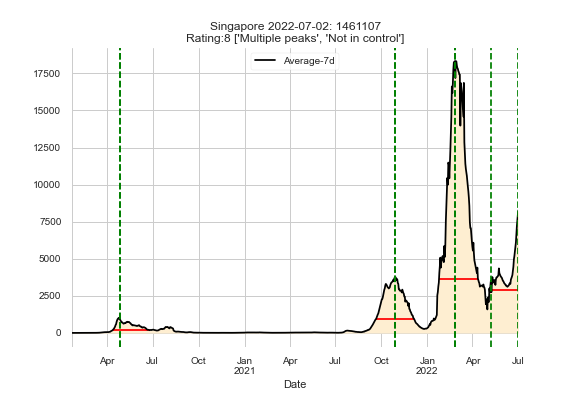 Singapore 2022-07-02: 1461107
Rating:8 ['Multiple peaks', 'Not in control']
Average-7d
17500
15000
12500
10000
7500
5000
2500
0
Apr Jul Oct Jan Apr Jul Oct Jan Apr Jul
2021 2022
Date